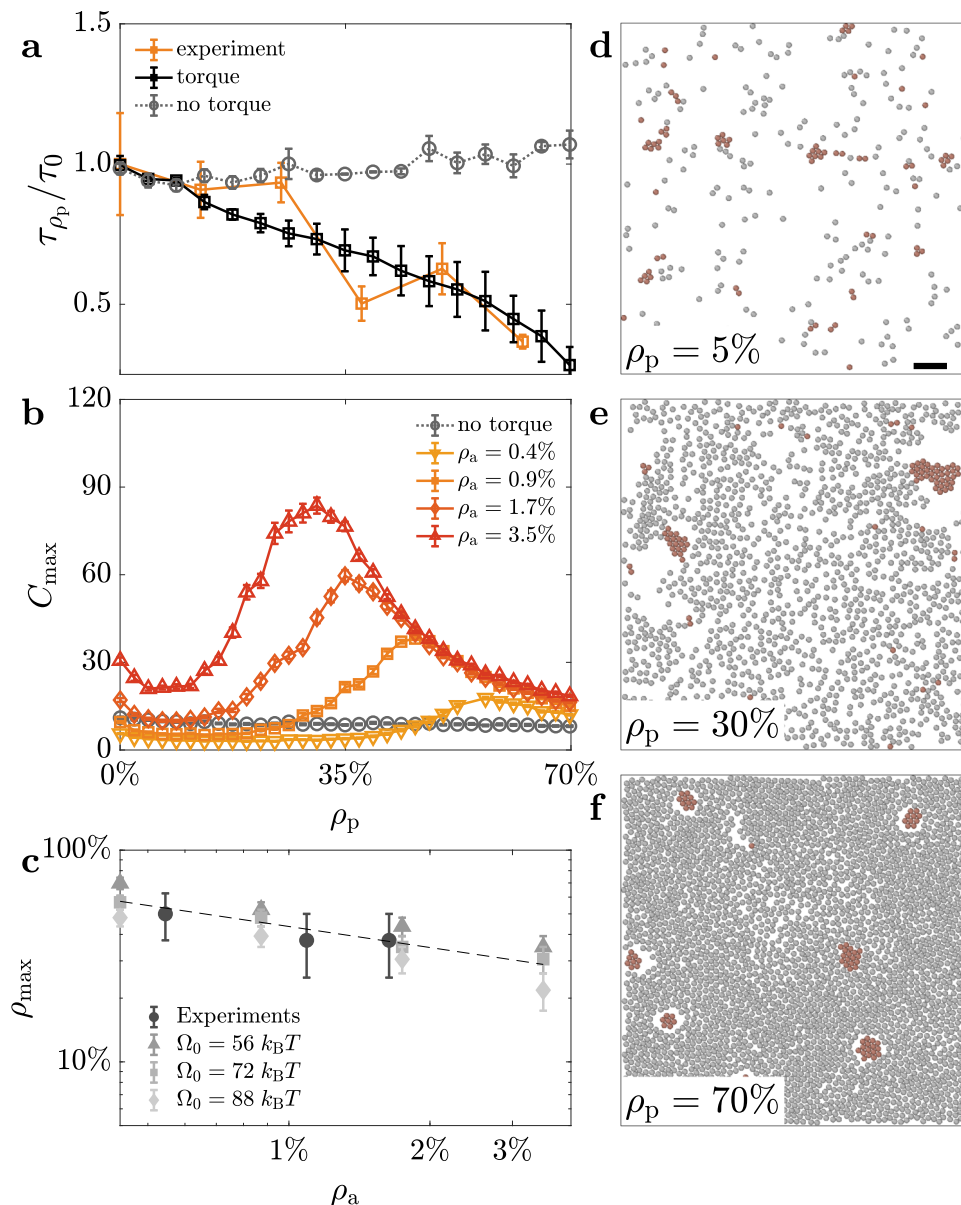 a
1.5
1.0
0.5
τρp/τ0
experiment
torque
no torque
b
120
90
60
30
0
Cmax
no torque
ρa = 0.4%
ρa = 0.9%
ρa = 1.7%
ρa = 3.5%
0% 35% 70%
ρp
c
100%
10%
ρmax
Experiments
Ω0 = 56 kBT
Ω0 = 72 kBT
Ω0 = 88 kBT
1% 2% 3%
ρa
d
ρp = 5%
e
ρp = 30%
f
ρp = 70%